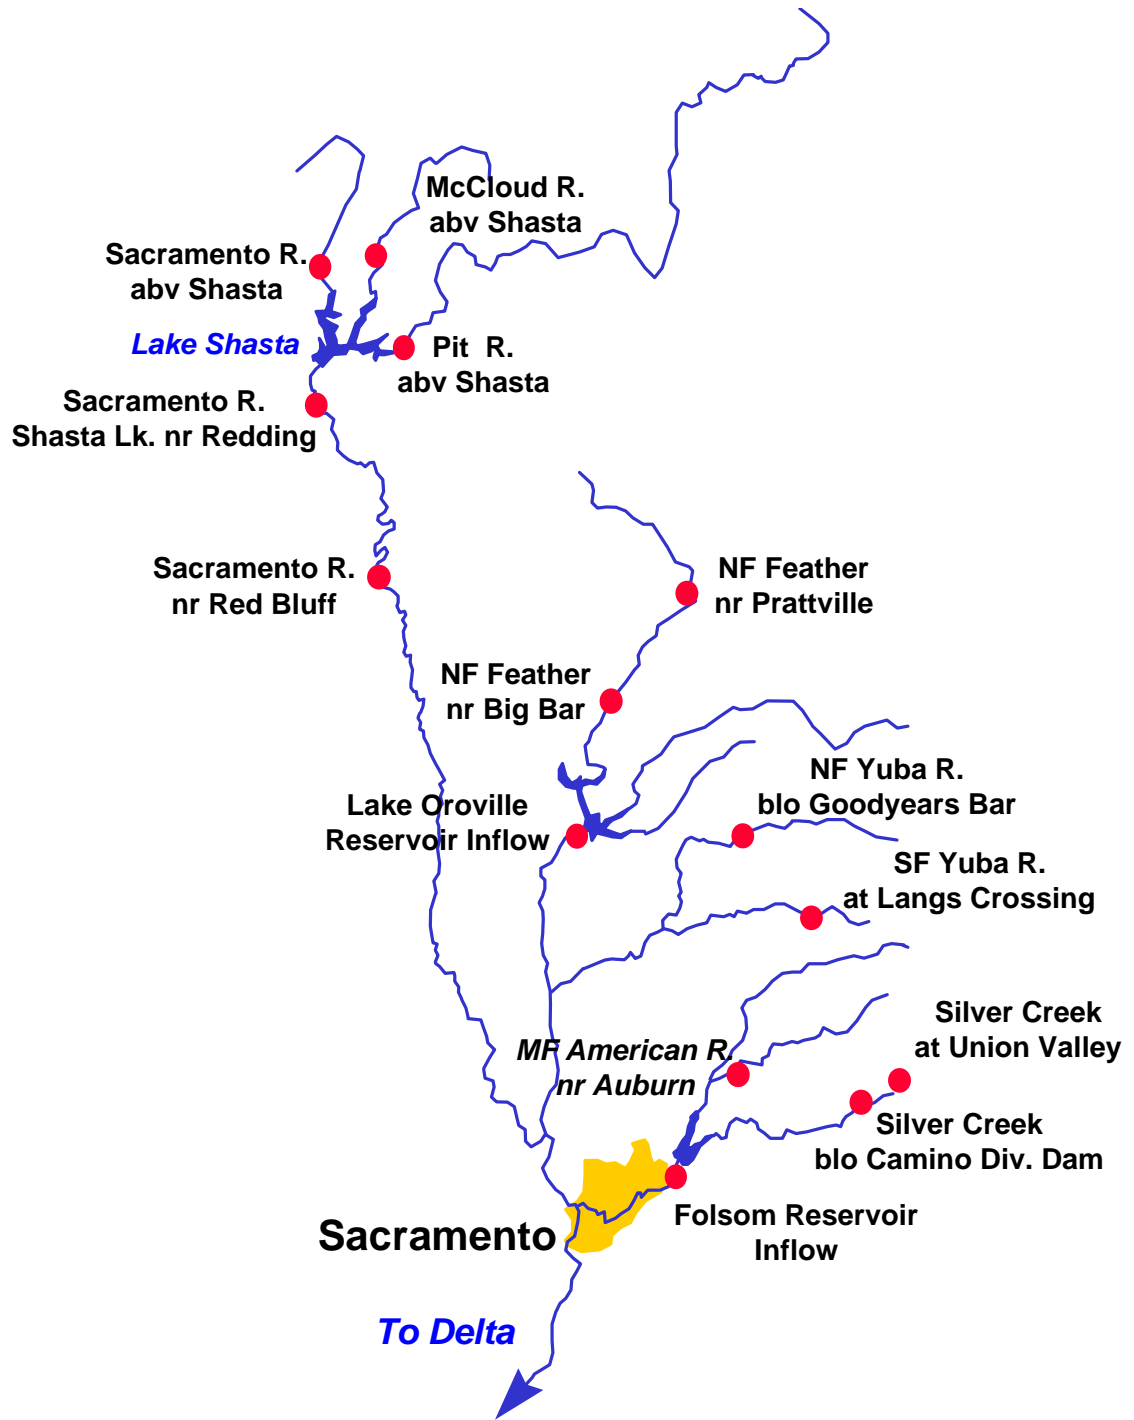 McCloud R.
abv Shasta
Sacramento R.
abv Shasta
Lake Shasta
Pit R.
abv Shasta
Sacramento R.
Shasta Lk. nr Redding
Sacramento R.
nr Red Bluff
NF Feather
nr Prattville
NF Feather
nr Big Bar
NF Yuba R.
blo Goodyears Bar
Lake Oroville
Reservoir Inflow
SF Yuba R.
at Langs Crossing
Silver Creek
at Union Valley
MF American R.
nr Auburn
Silver Creek
blo Camino Div. Dam
Folsom Reservoir
Inflow
Sacramento
To Delta